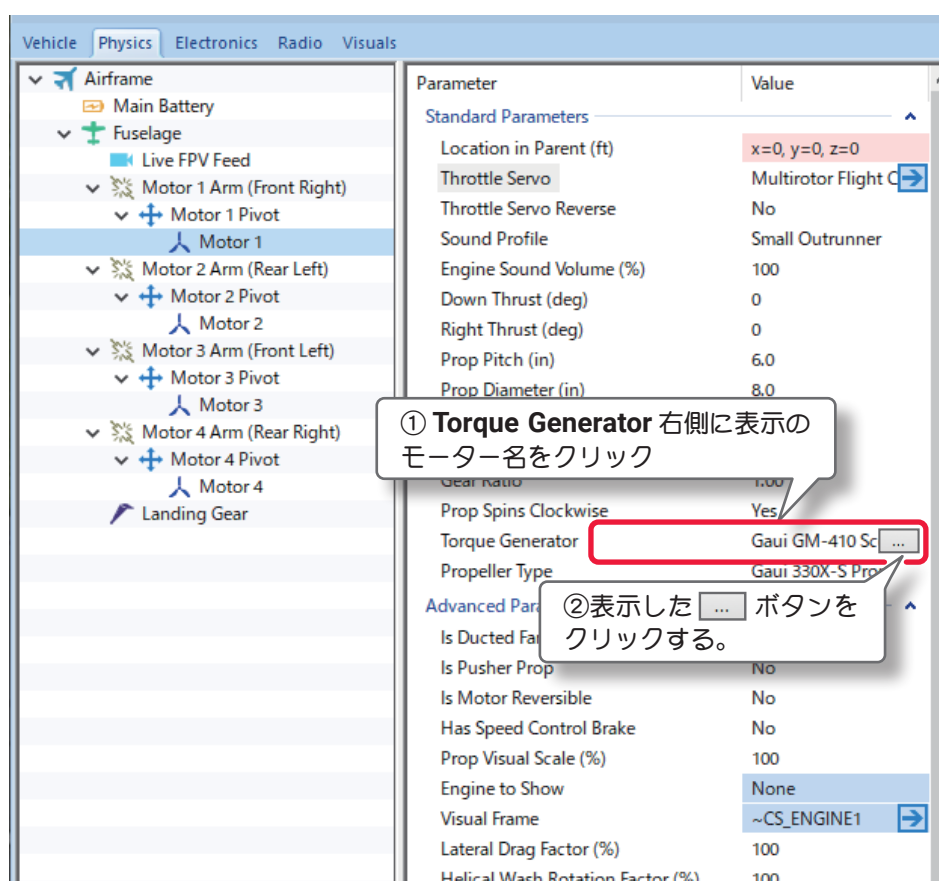 Vehicle Physics Electronics Radio Visuals
Airframe
Main Battery
Fuselage
Live FPV Feed
Motor 1 Arm (Front Right)
Motor 1 Pivot
Motor 1
Motor 2 Arm (Rear Left)
Motor 2 Pivot
Motor 2
Motor 3 Arm (Front Left)
Motor 3 Pivot
Motor 3
Motor 4 Arm (Rear Right)
Motor 4 Pivot
Motor 4
Landing Gear
Parameter Value
Standard Parameters
Location in Parent (ft) x=0, y=0, z=0
Throttle Servo Multirotor Flight C
Throttle Servo Reverse No
Sound Profile Small Outrunner
Engine Sound Volume (%) 100
Down Thrust (deg) 0
Right Thrust (deg) 0
Prop Pitch (in) 6.0
Prop Diameter (in) 8.0
① Torque Generator 右側に表示の
モーター名をクリック
Gear Ratio 1.00
Prop Spins Clockwise Yes
Torque Generator Gaui GM-410 Sc ...
Propeller Type Gaui 330X-S Pro
Advanced Par
②表示した ... ボタンを
クリックする。
Is Ducted Fa
Is Pusher Prop No
Is Motor Reversible No
Has Speed Control Brake No
Prop Visual Scale (%) 100
Engine to Show None
Visual Frame ~CS_ENGINE1
Lateral Drag Factor (%) 100
Helical Wash Rotation Factor (%) 100